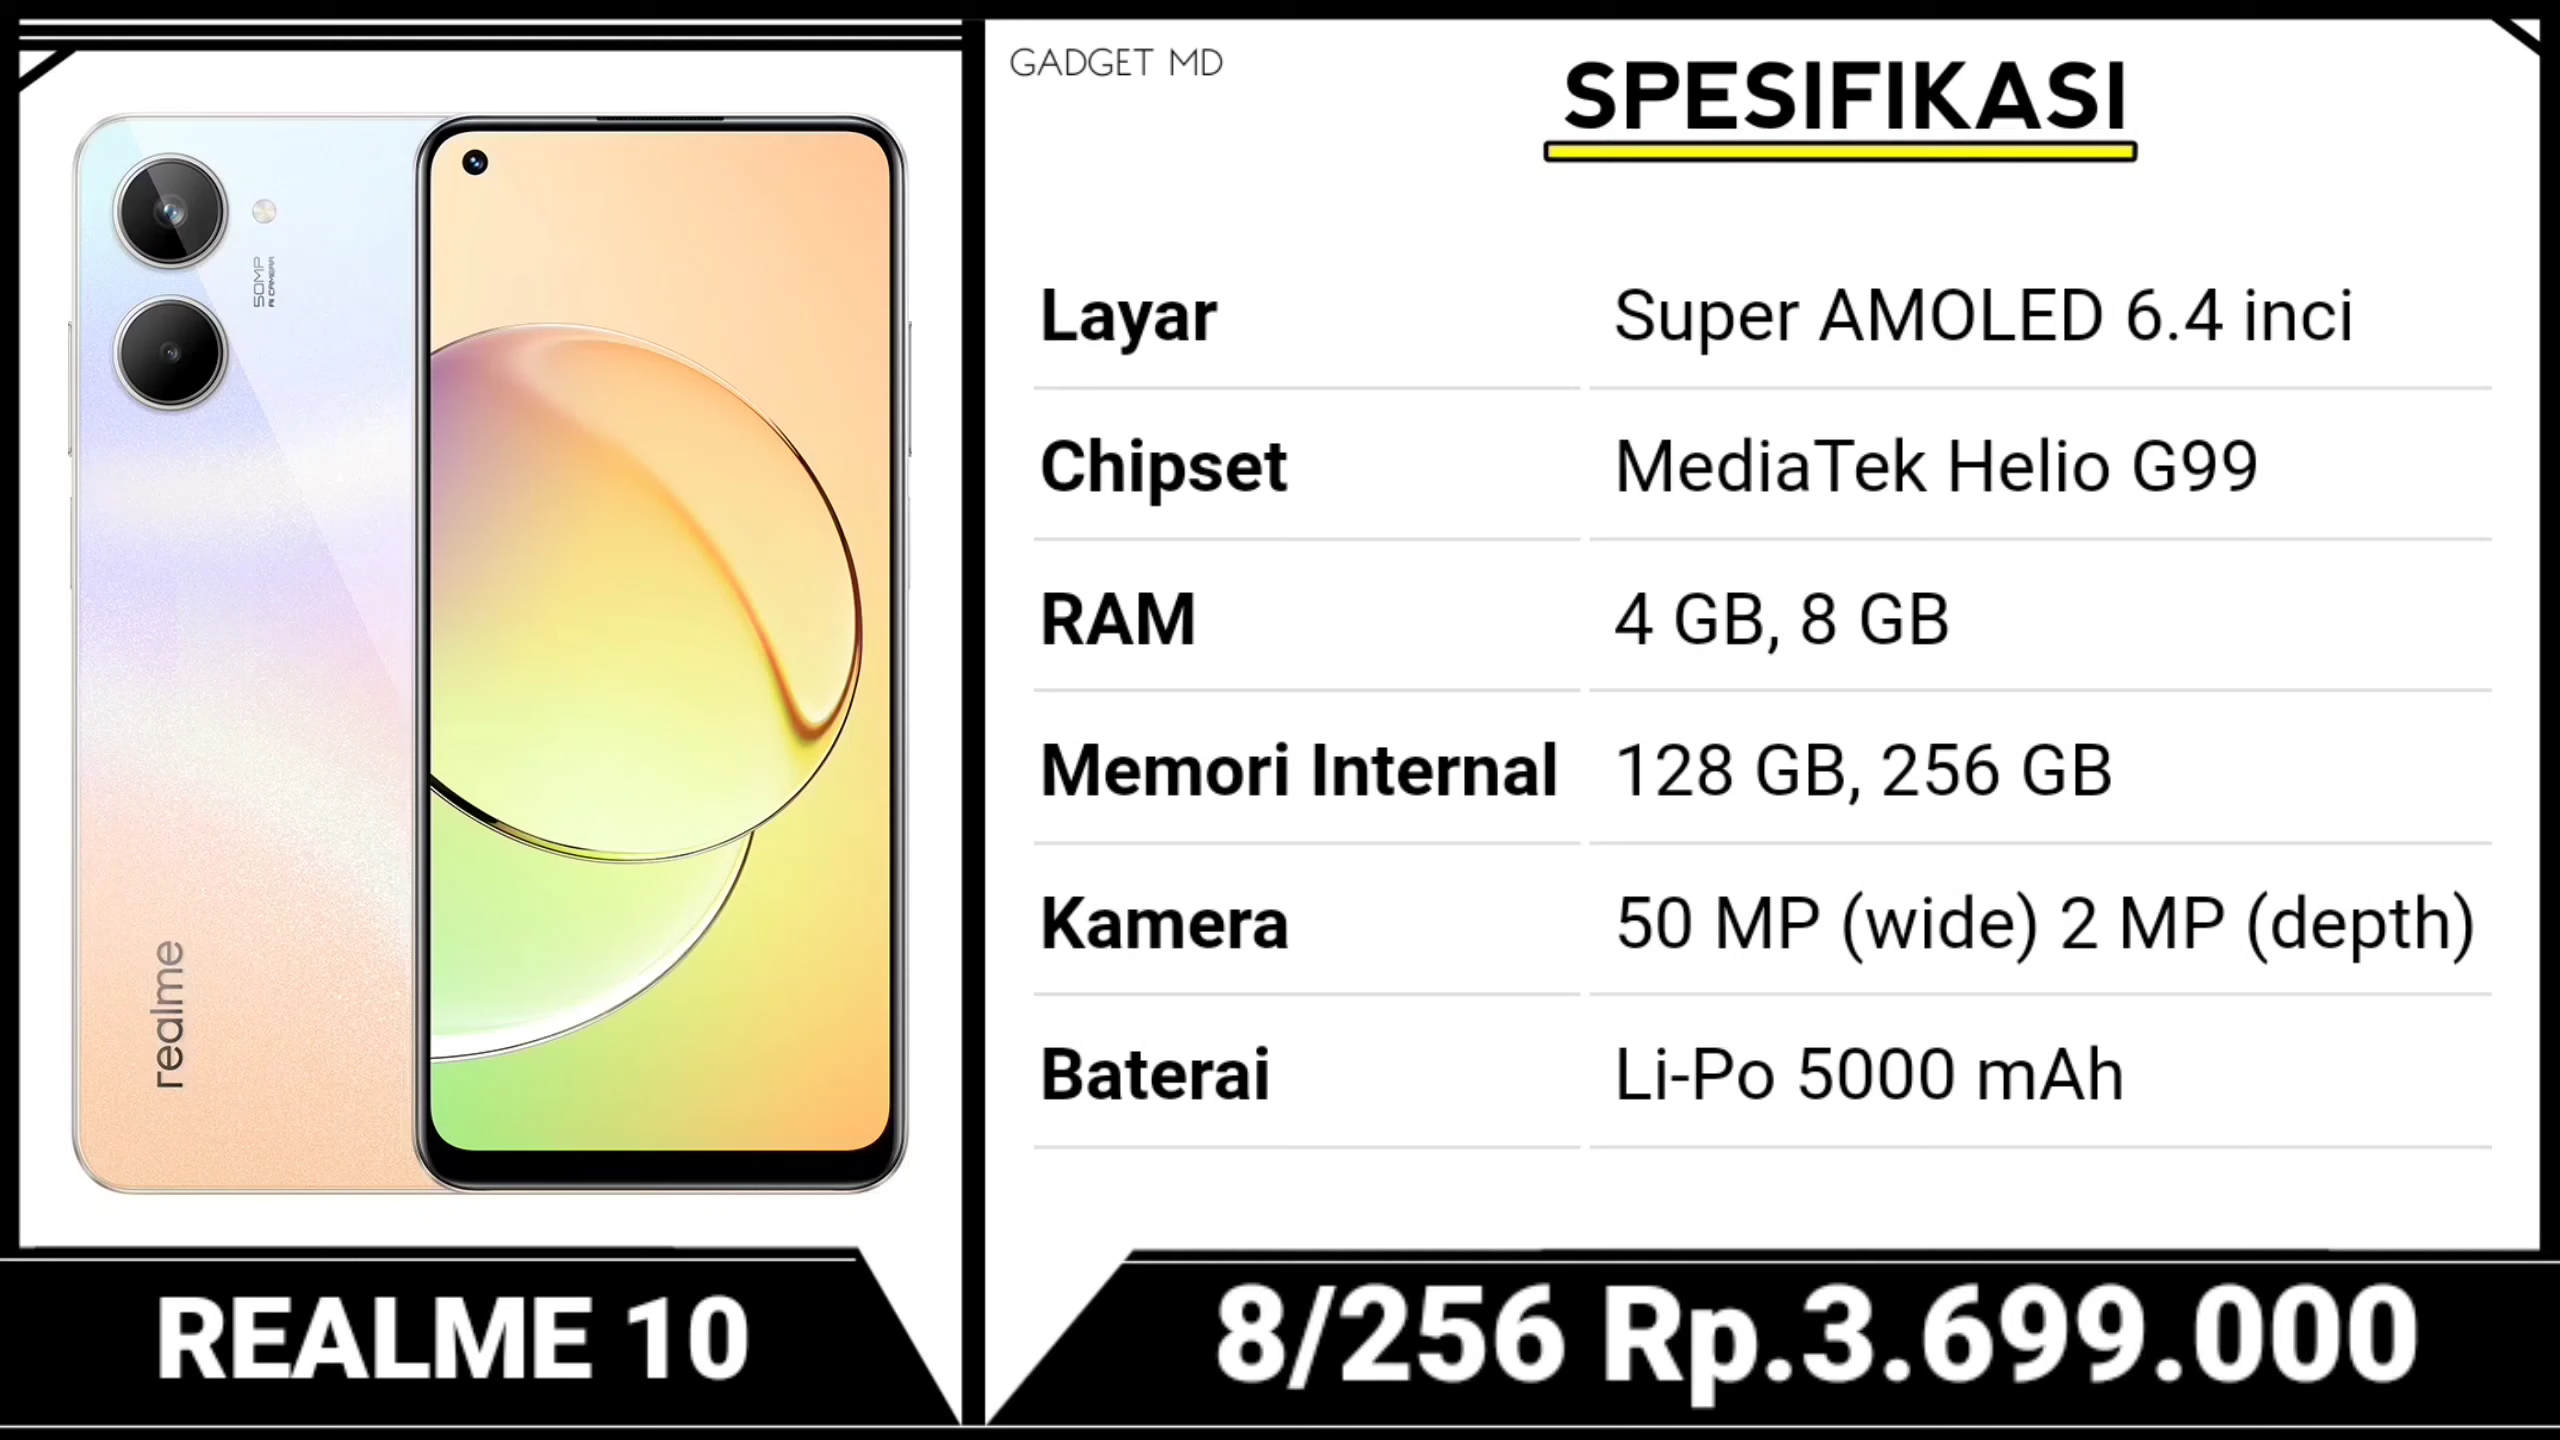 GADGET MD
SPESIFIKASI
50MP
AI CAMERA
realme
Layar Super AMOLED 6.4 inci
Chipset MediaTek Helio G99
RAM 4 GB, 8 GB
Memori Internal 128 GB, 256 GB
Kamera 50 MP (wide) 2 MP (depth)
Baterai Li-Po 5000 mAh
REALME 10
8/256 Rp.3.699.000